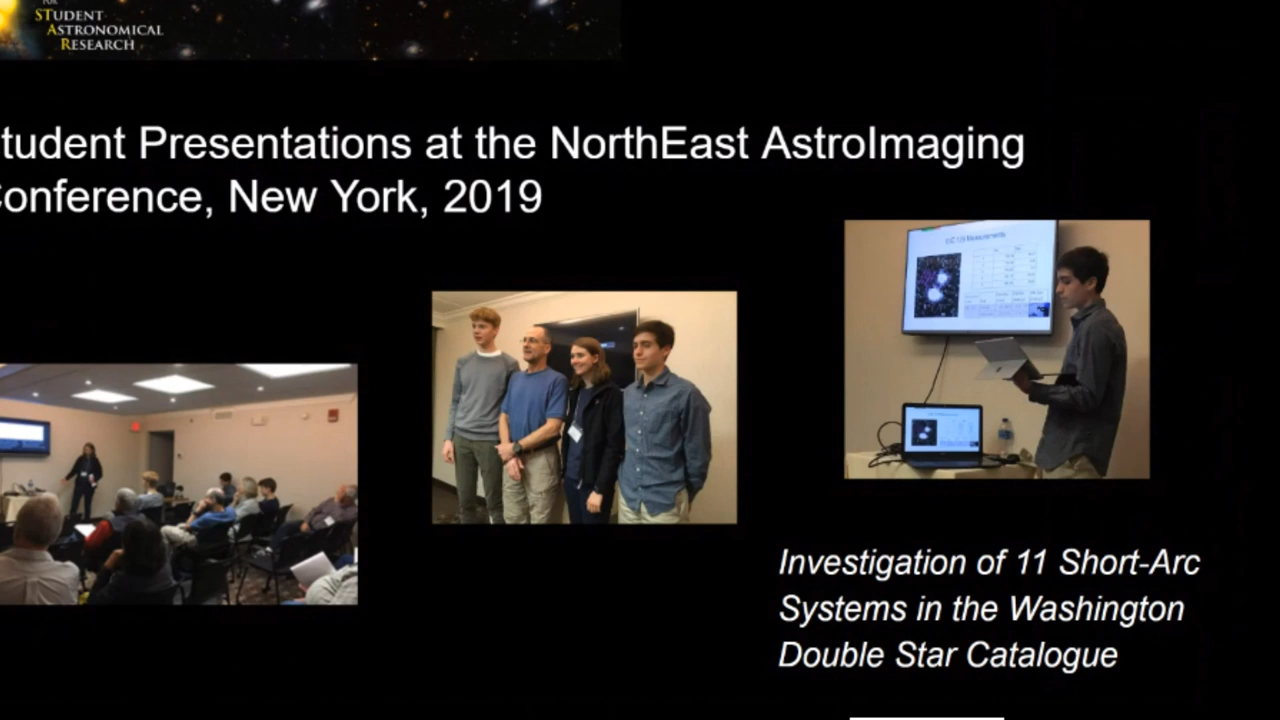 STUDENT
ASTRONOMICAL
RESEARCH
tudent Presentations at the NorthEast AstroImaging
onference, New York, 2019
Investigation of 11 Short-Arc
Systems in the Washington
Double Star Catalogue